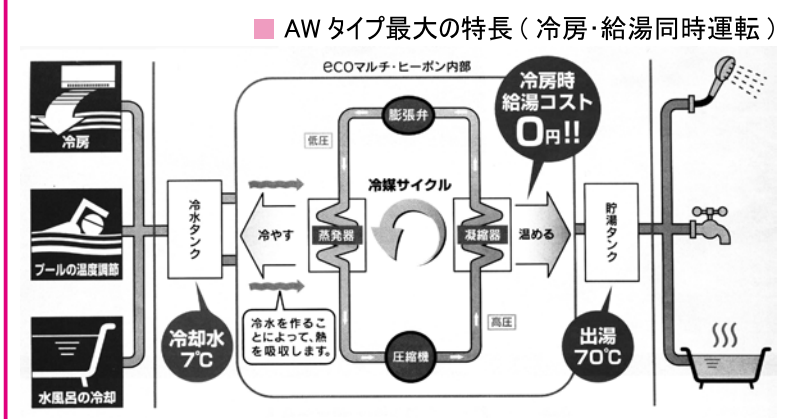 ■ AWタイプ最大の特長(冷房･給湯同時運転)
ecoマルチ・ヒーポン内部
冷房時
給湯コスト
0円!!
冷房
プールの温度調節
水風呂の冷却
冷水タンク
冷却水
7℃
冷やす
冷水を作るこ
とによって、熱
を吸収します。
低圧
膨張弁
冷媒サイクル
蒸発器
凝縮器
高圧
圧縮機
温める
貯湯タンク
出湯
70℃